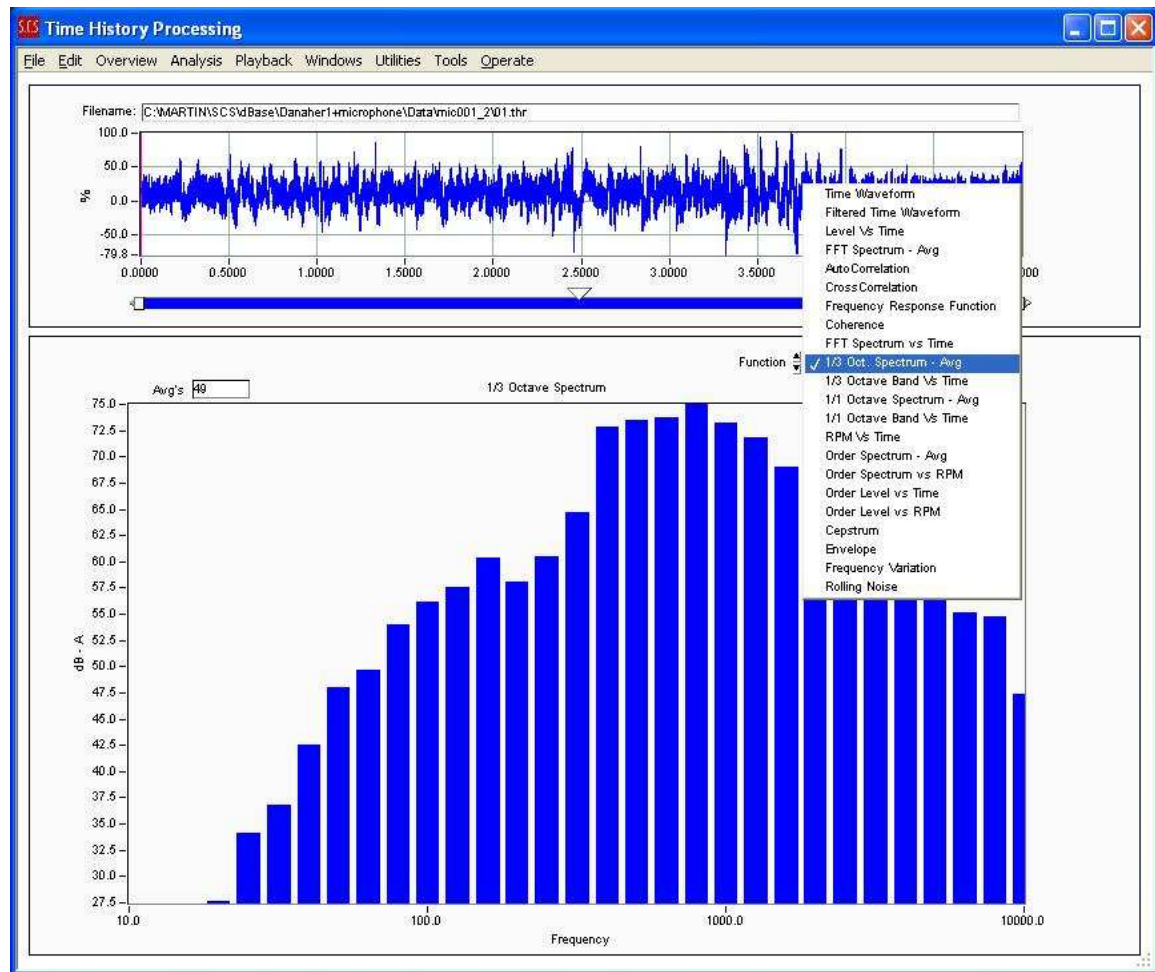 SCS Time History Processing
File Edit Overview Analysis Playback Windows Utilities Tools Operate
Filename: C:\MARTIN\SCS\dBase\Danaher1+microphone\Data\mic001_2\01.thr
100.0
50.0
%
0.0
-50.0
-79.8
0.0000 0.5000 1.0000 1.5000 2.0000 2.5000 3.0000 3.5000
Time Waveform
Filtered Time Waveform
Level Vs Time
FFT Spectrum - Avg
AutoCorrelation
CrossCorrelation
Frequency Response Function
Coherence
FFT Spectrum vs Time
Function ✓ 1/3 Oct. Spectrum - Avg
1/3 Octave Band Vs Time
1/1 Octave Spectrum - Avg
1/1 Octave Band Vs Time
RPM Vs Time
Order Spectrum - Avg
Order Spectrum vs RPM
Order Level vs Time
Order Level vs RPM
Cepstrum
Envelope
Frequency Variation
Rolling Noise
Avg's 49
1/3 Octave Spectrum
75.0
72.5
70.0
67.5
65.0
62.5
60.0
57.5
55.0
52.5
dB - A
50.0
47.5
45.0
42.5
40.0
37.5
35.0
32.5
30.0
27.5
10.0 100.0 1000.0 10000.0
Frequency